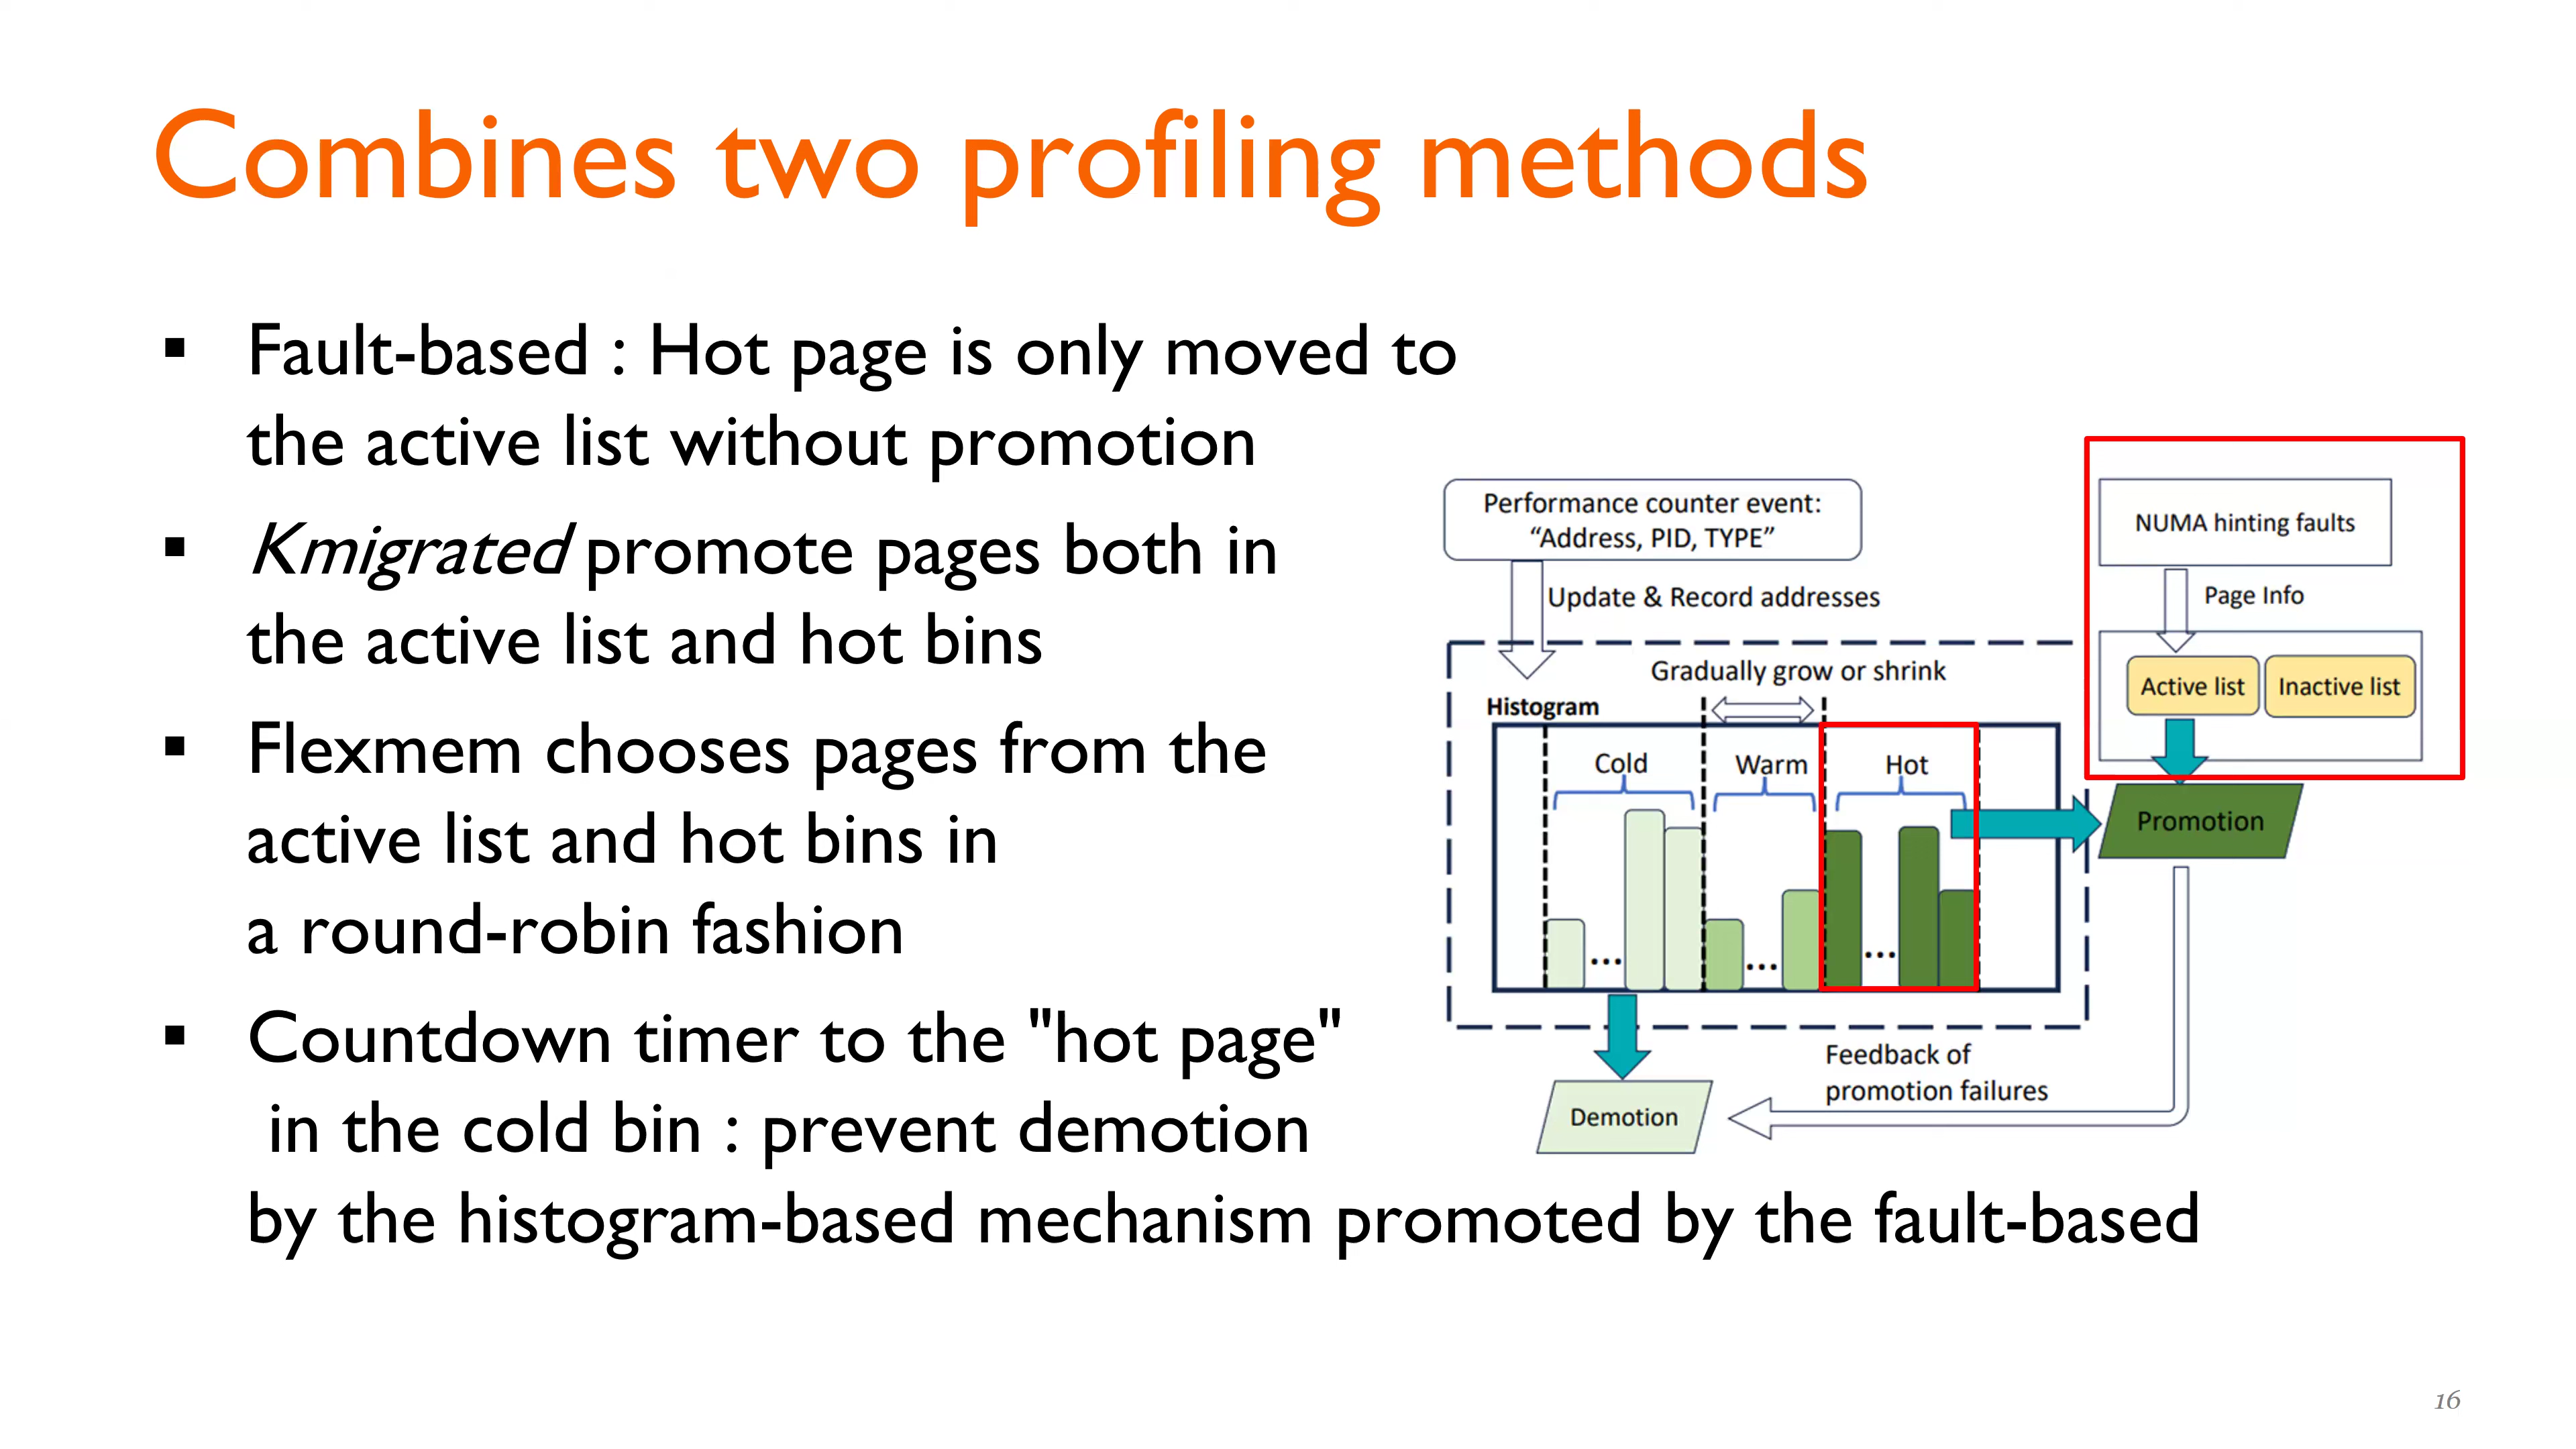 Combines two profiling methods
▪ Fault-based : Hot page is only moved to
the active list without promotion
▪ Kmigrated promote pages both in
the active list and hot bins
▪ Flexmem chooses pages from the
active list and hot bins in
a round-robin fashion
▪ Countdown timer to the "hot page"
in the cold bin : prevent demotion
by the histogram-based mechanism promoted by the fault-based
Performance counter event:
“Address, PID, TYPE”
Update & Record addresses
Gradually grow or shrink
Histogram
Cold
Warm
Hot
...
...
...
NUMA hinting faults
Page Info
Active list
Inactive list
Promotion
Feedback of
promotion failures
Demotion
16